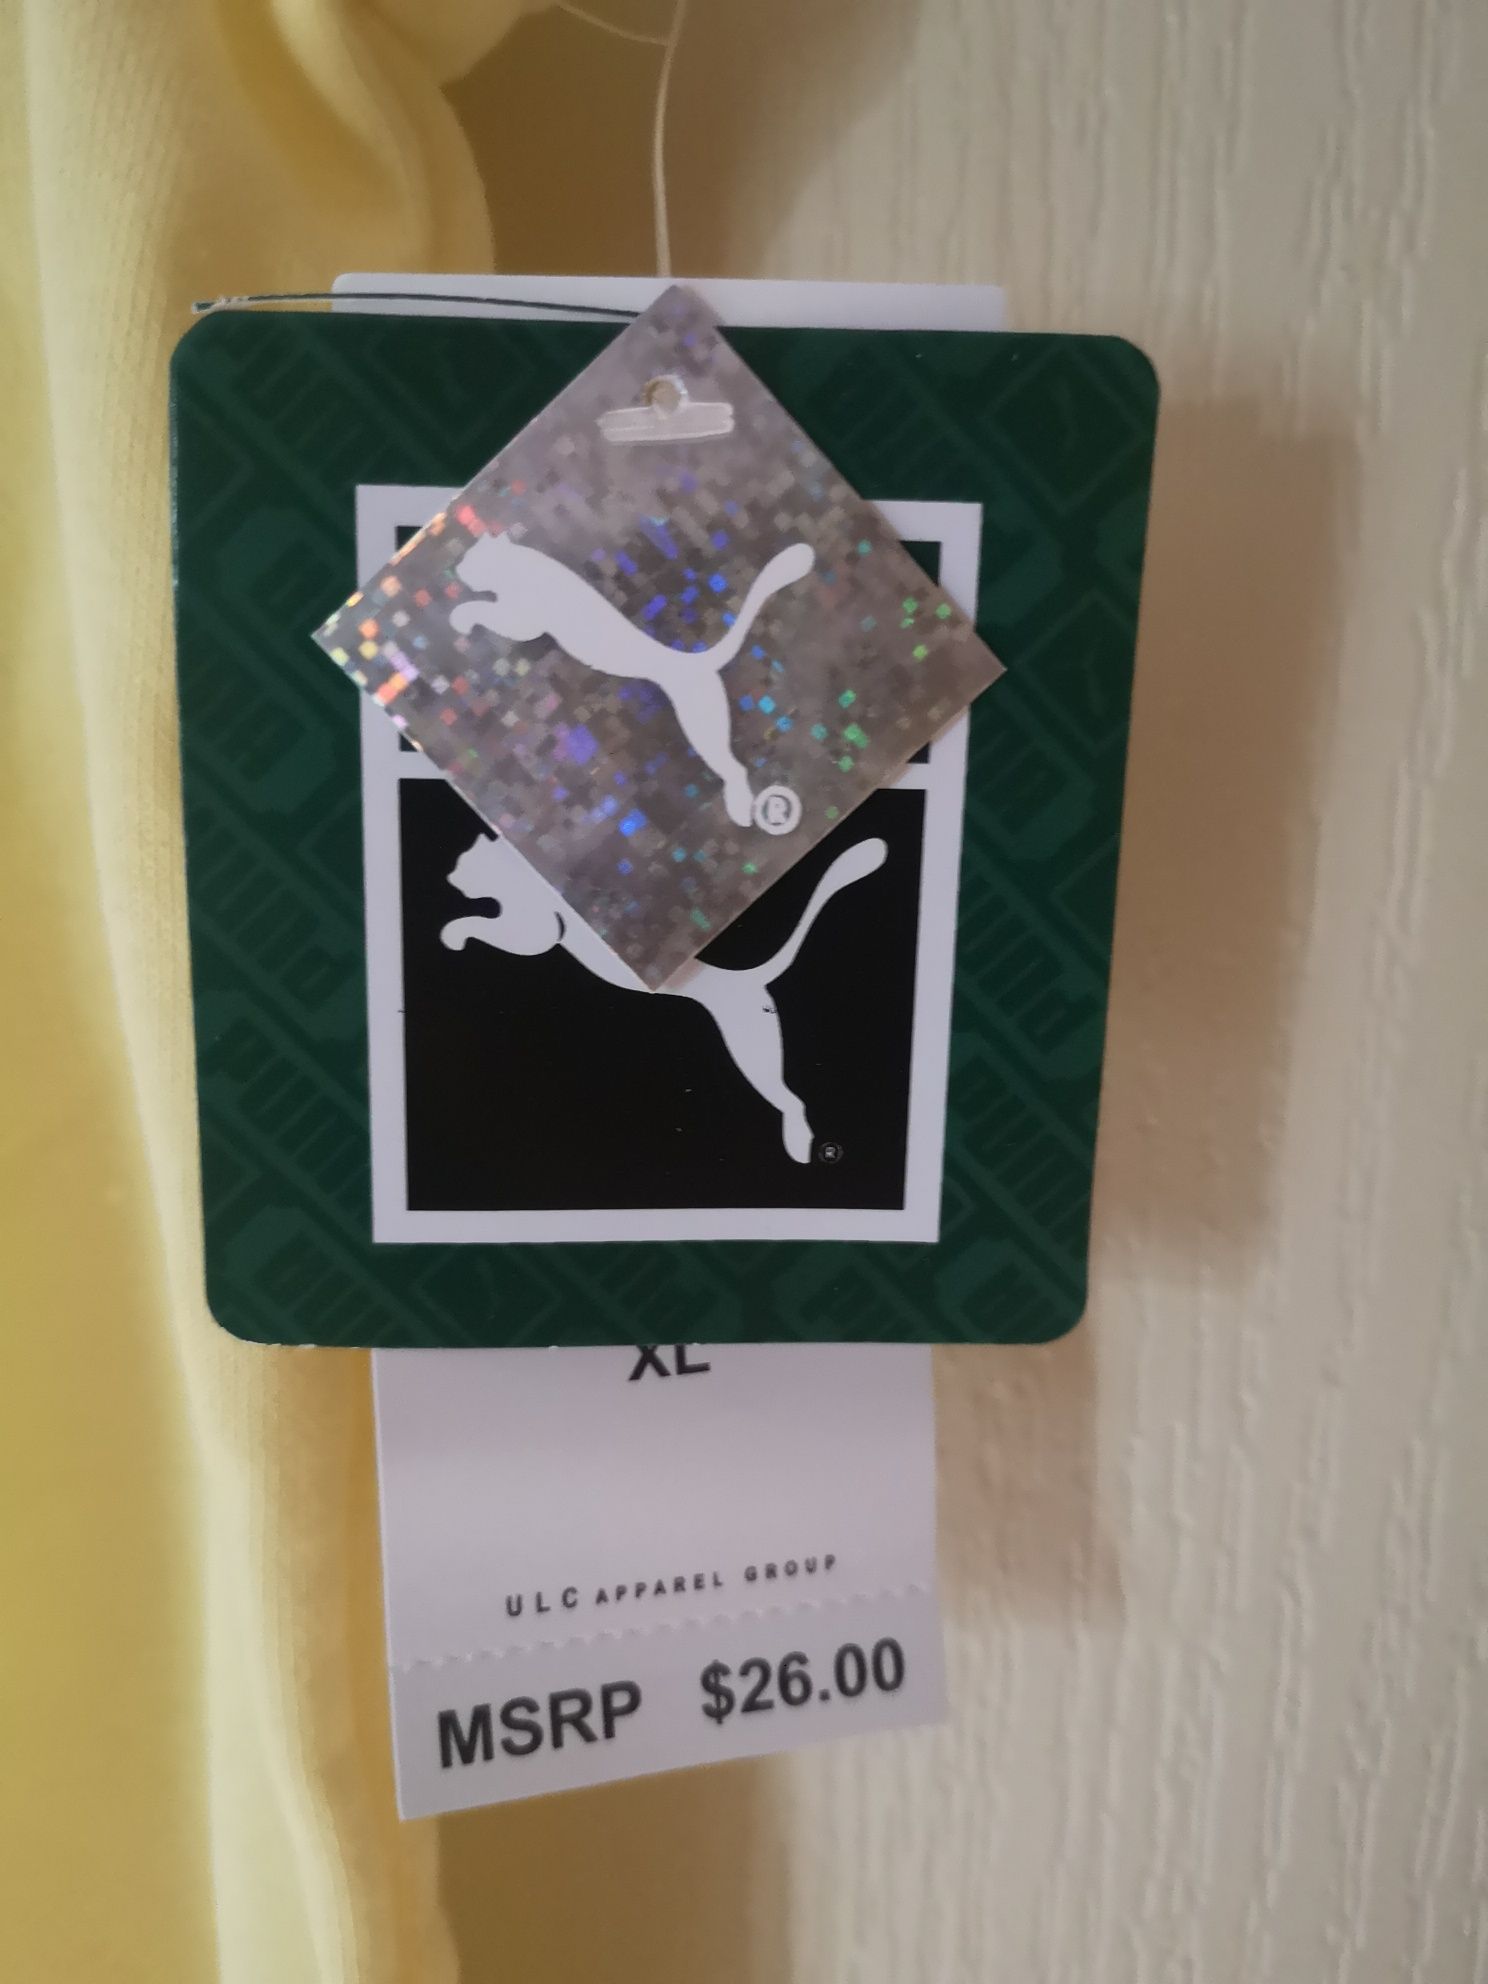 ®
®
XL
ULC APPAREL GROUP
MSRP $26.00